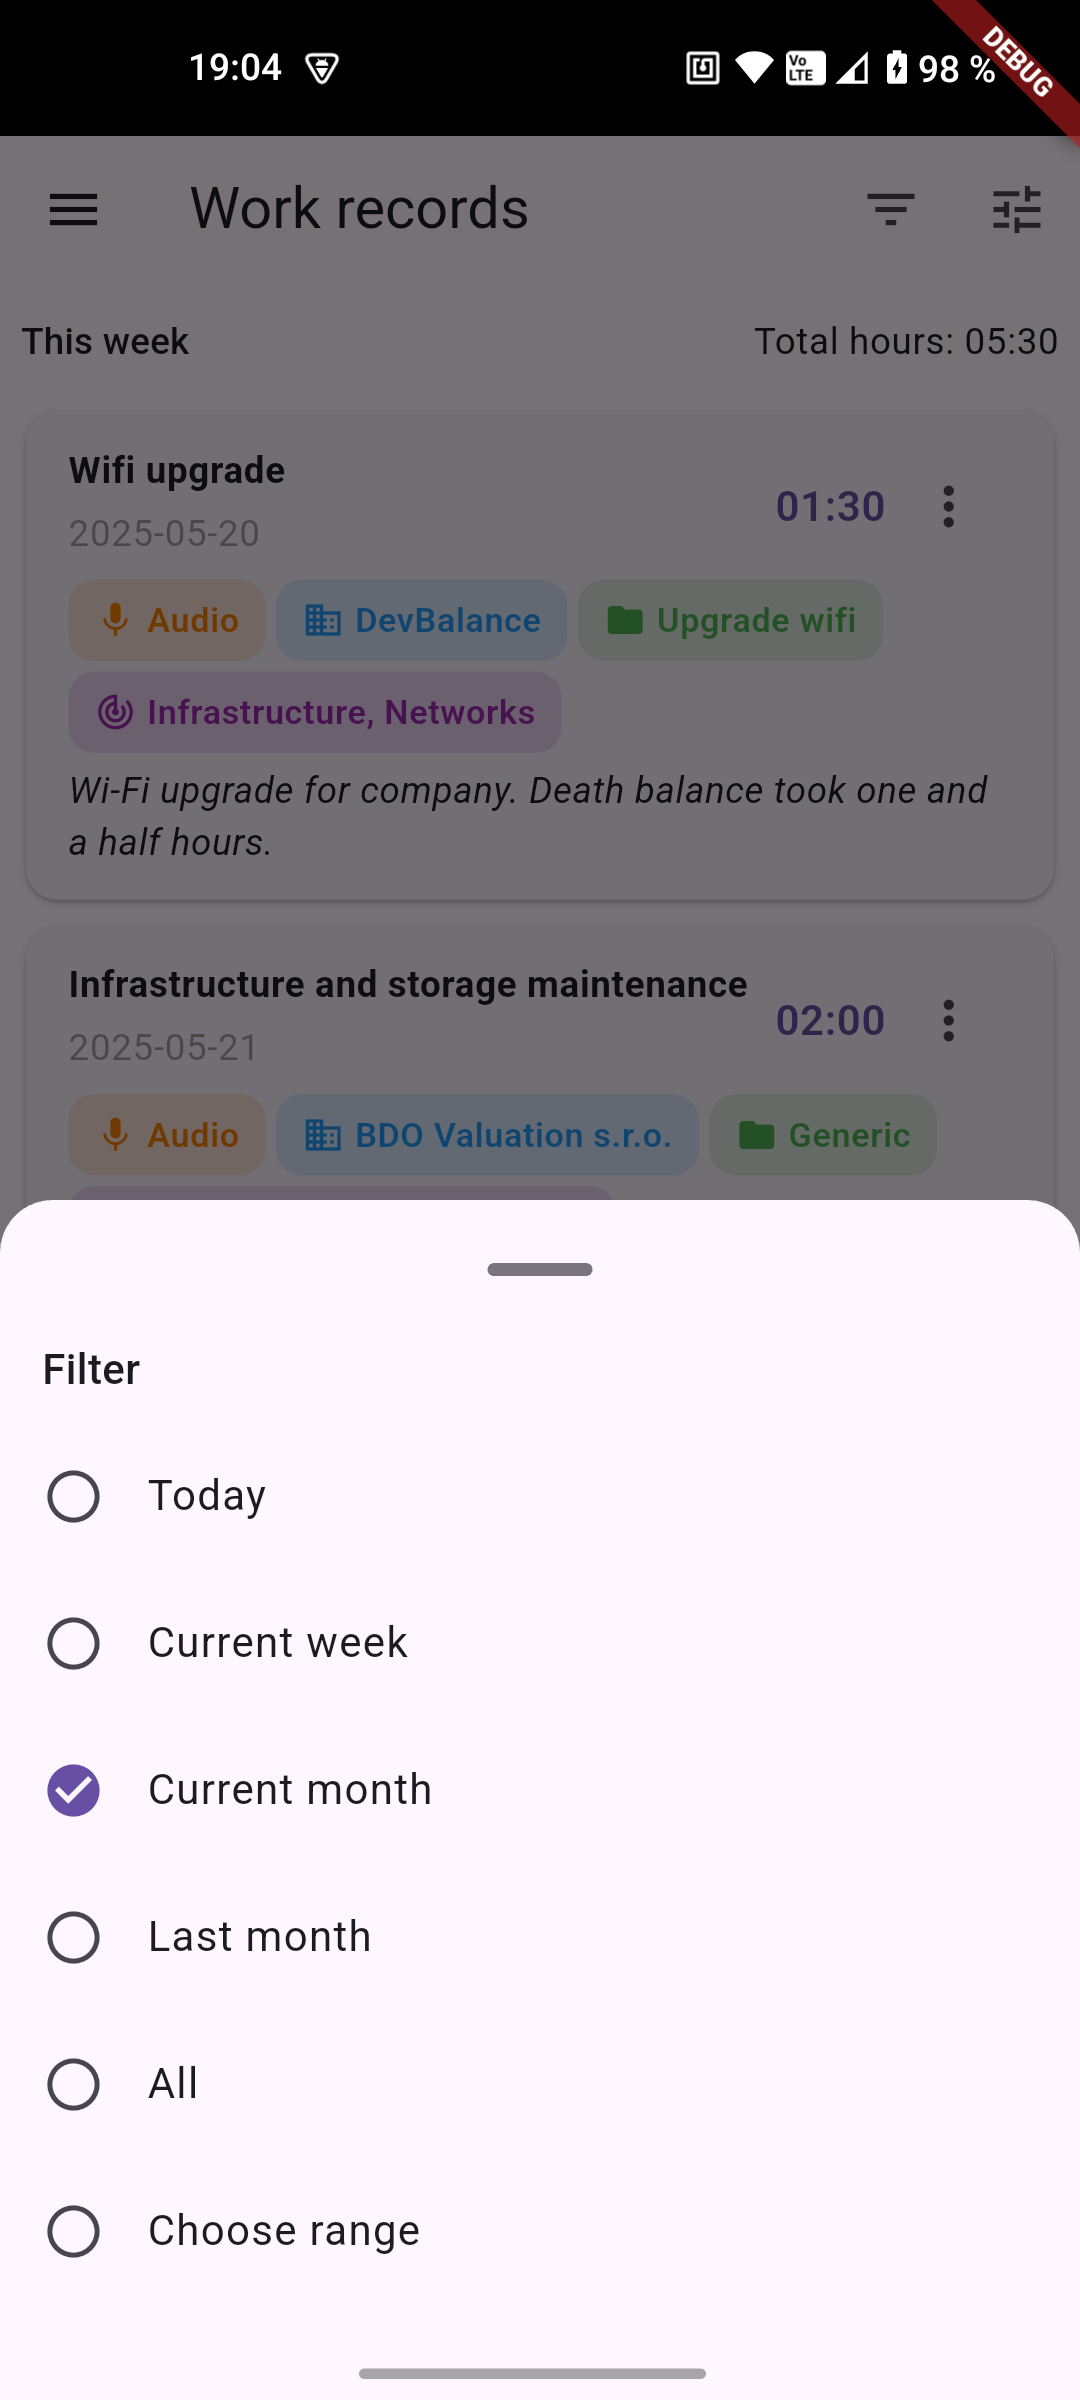 19:04
Vo LTE
98 %
DEBUG
Work records
This week
Total hours: 05:30
Wifi upgrade
01:30
2025-05-20
Audio
DevBalance
Upgrade wifi
Infrastructure, Networks
Wi-Fi upgrade for company. Death balance took one and
a half hours.
Infrastructure and storage maintenance
02:00
2025-05-21
Audio
BDO Valuation s.r.o.
Generic
Filter
Today
Current week
Current month
Last month
All
Choose range